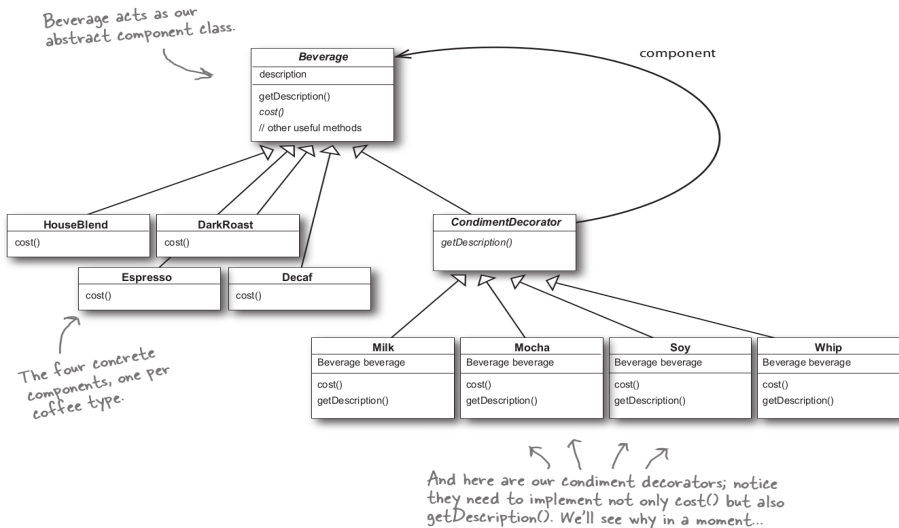 Beverage acts as our
abstract component class.
Beverage
description
getDescription()
cost()
// other useful methods
component
HouseBlend
cost()
DarkRoast
cost()
Espresso
cost()
Decaf
cost()
CondimentDecorator
getDescription()
The four concrete
components, one per
coffee type.
Milk
Beverage beverage
cost()
getDescription()
Mocha
Beverage beverage
cost()
getDescription()
Soy
Beverage beverage
cost()
getDescription()
Whip
Beverage beverage
cost()
getDescription()
And here are our condiment decorators; notice
they need to implement not only cost() but also
getDescription(). We'll see why in a moment...